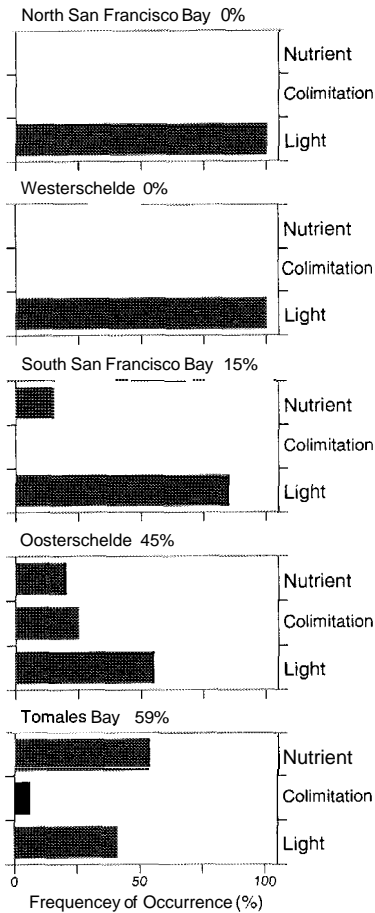 North San Francisco Bay 0%
Nutrient
Colimitation
Light
Westerschelde 0%
Nutrient
Colimitation
Light
South San Francisco Bay 15%
Nutrient
Colimitation
Light
Oosterschelde 45%
Nutrient
Colimitation
Light
Tomales Bay 59%
Nutrient
Colimitation
Light
0 50 100
Frequencey of Occurrence (%)